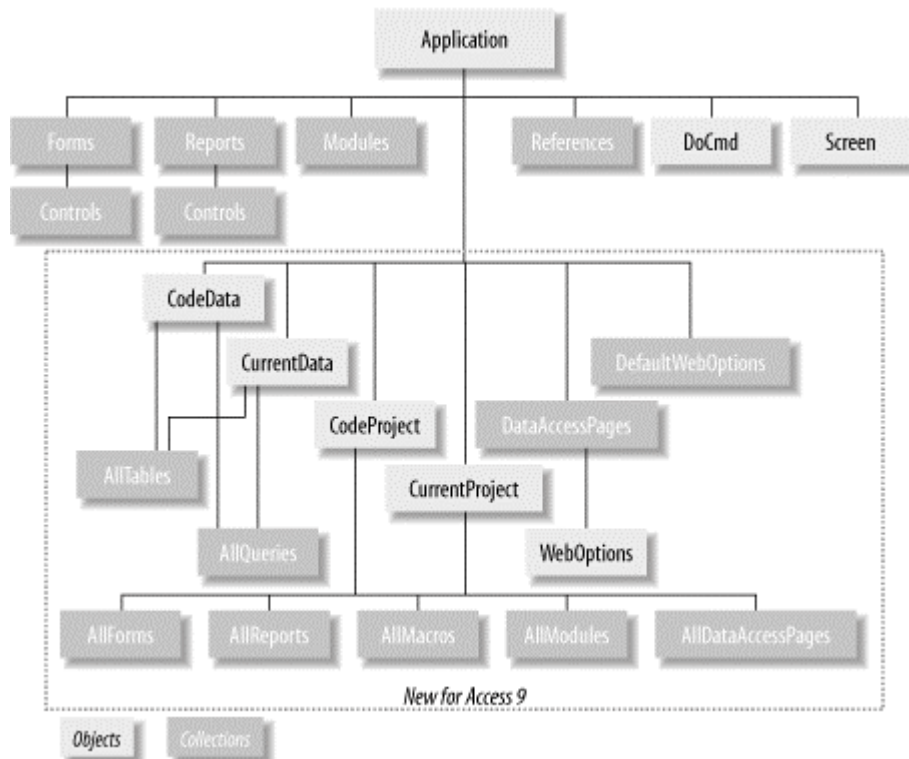 Application
Forms
Reports
Modules
References
DoCmd
Screen
Controls
Controls
CodeData
CurrentData
DefaultWebOptions
CodeProject
DataAccessPages
AllTables
CurrentProject
AllQueries
WebOptions
AllForms
AllReports
AllMacros
AllModules
AllDataAccessPages
New for Access 9
Objects
Collections